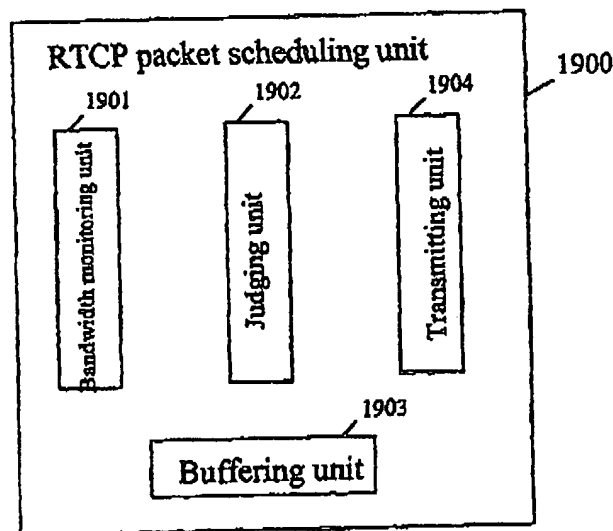 RTCP packet scheduling unit
1900
1901
1902
1904
Bandwidth monitoring unit
Judging unit
Transmitting unit
1903
Buffering unit